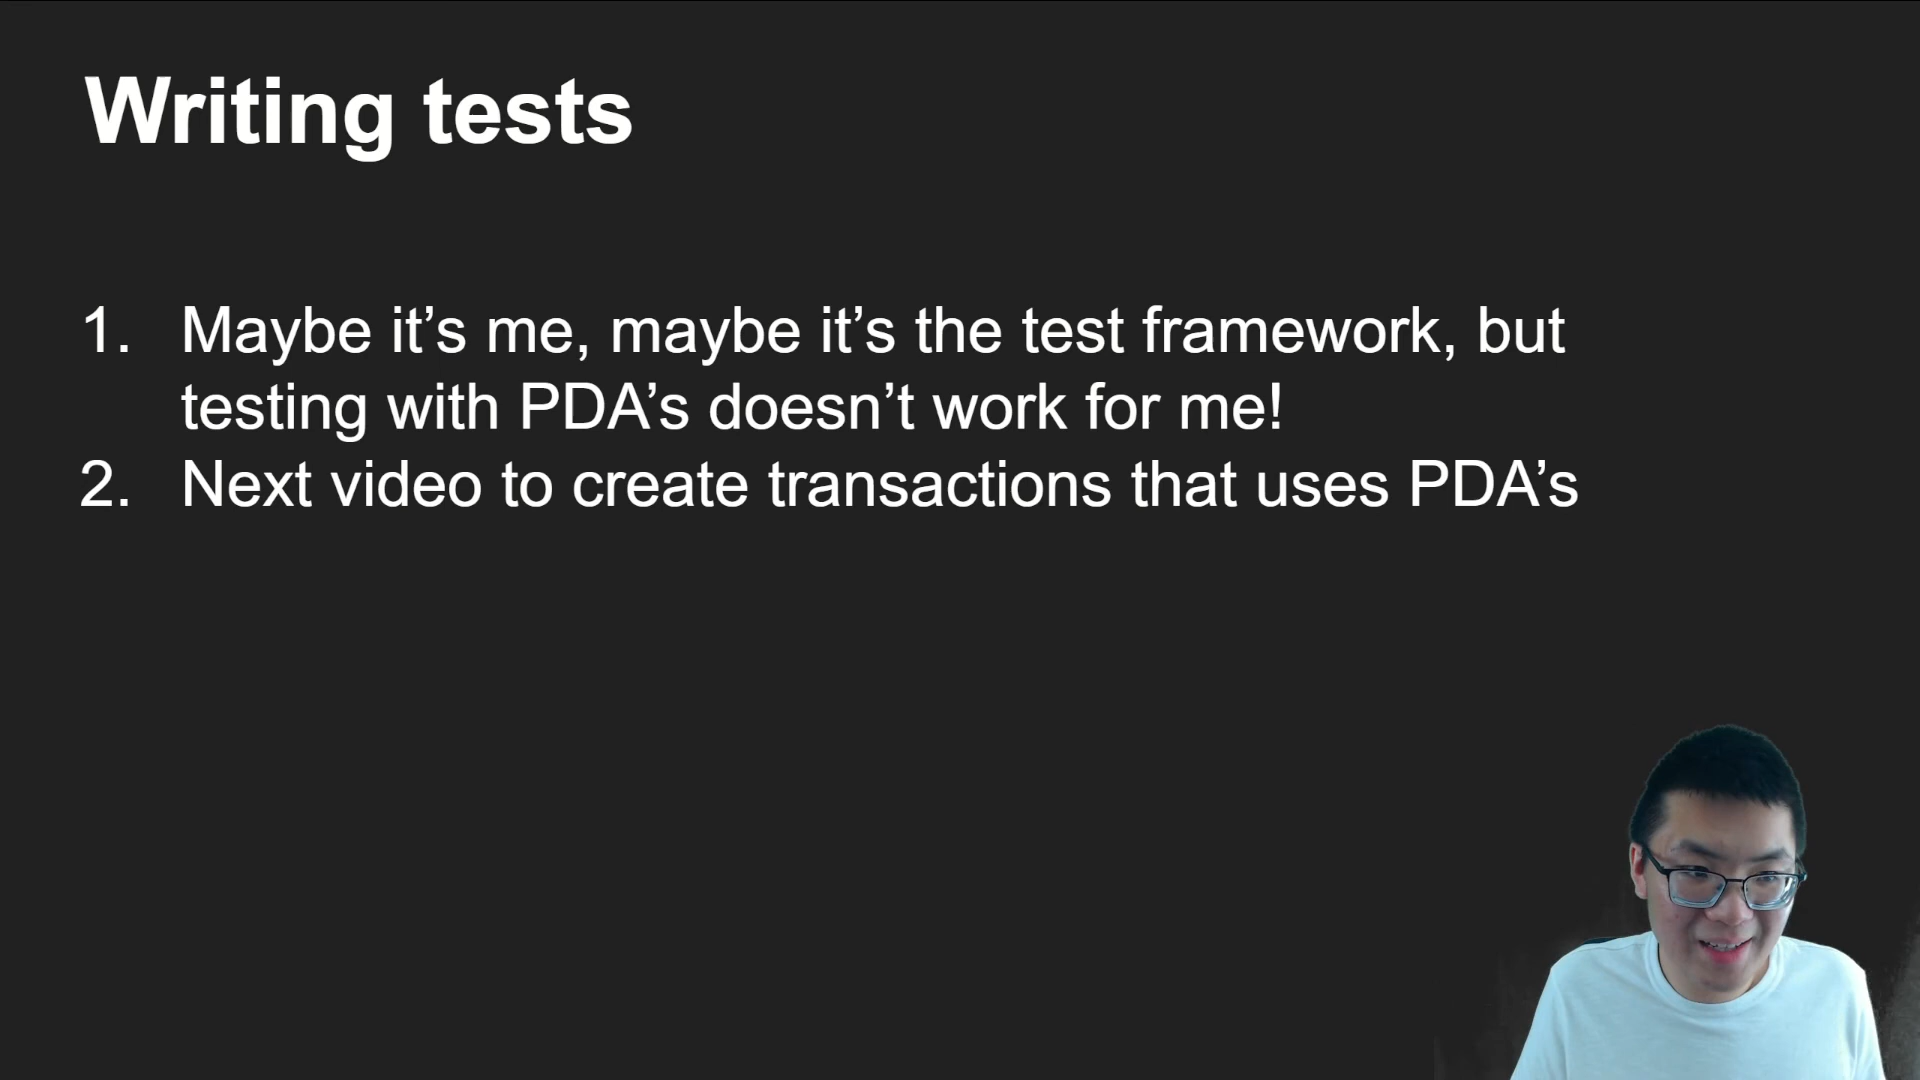 Writing tests
1. Maybe it’s me, maybe it’s the test framework, but
testing with PDA’s doesn’t work for me!
2. Next video to create transactions that uses PDA’s